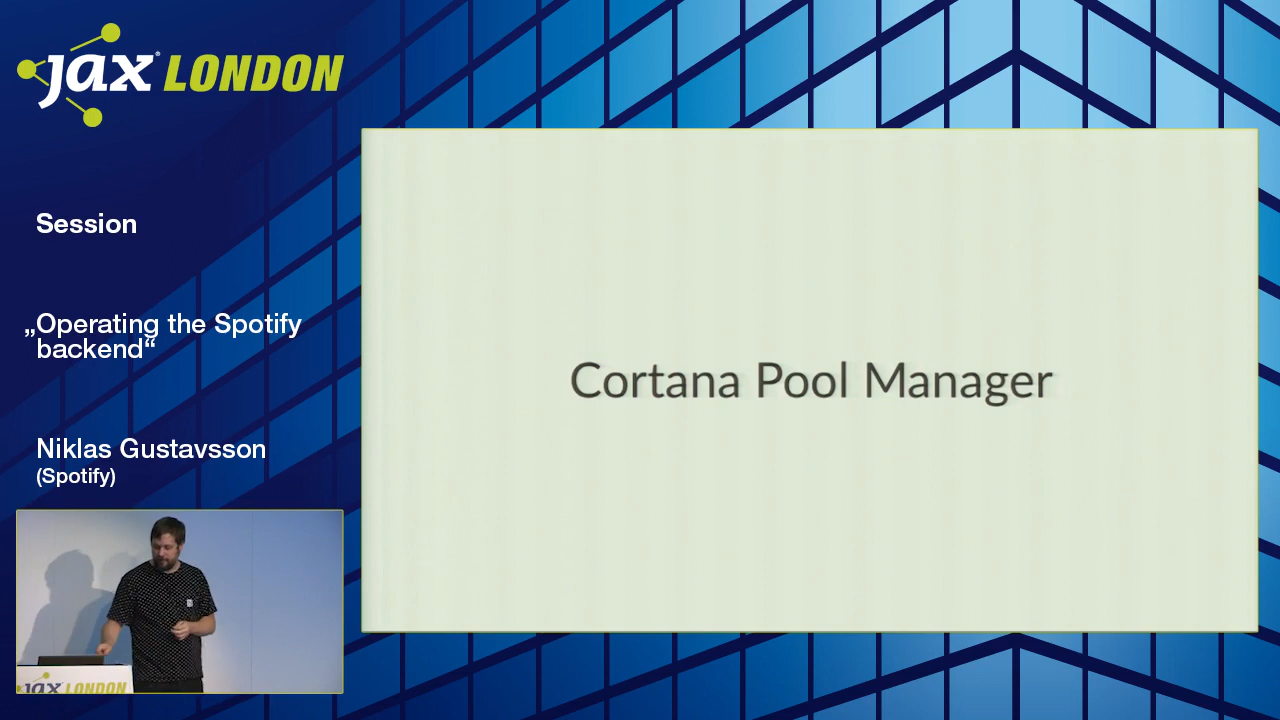 jax® LONDON
Session
„Operating the Spotify
backend“
Niklas Gustavsson
(Spotify)
Cortana Pool Manager
jax LONDON